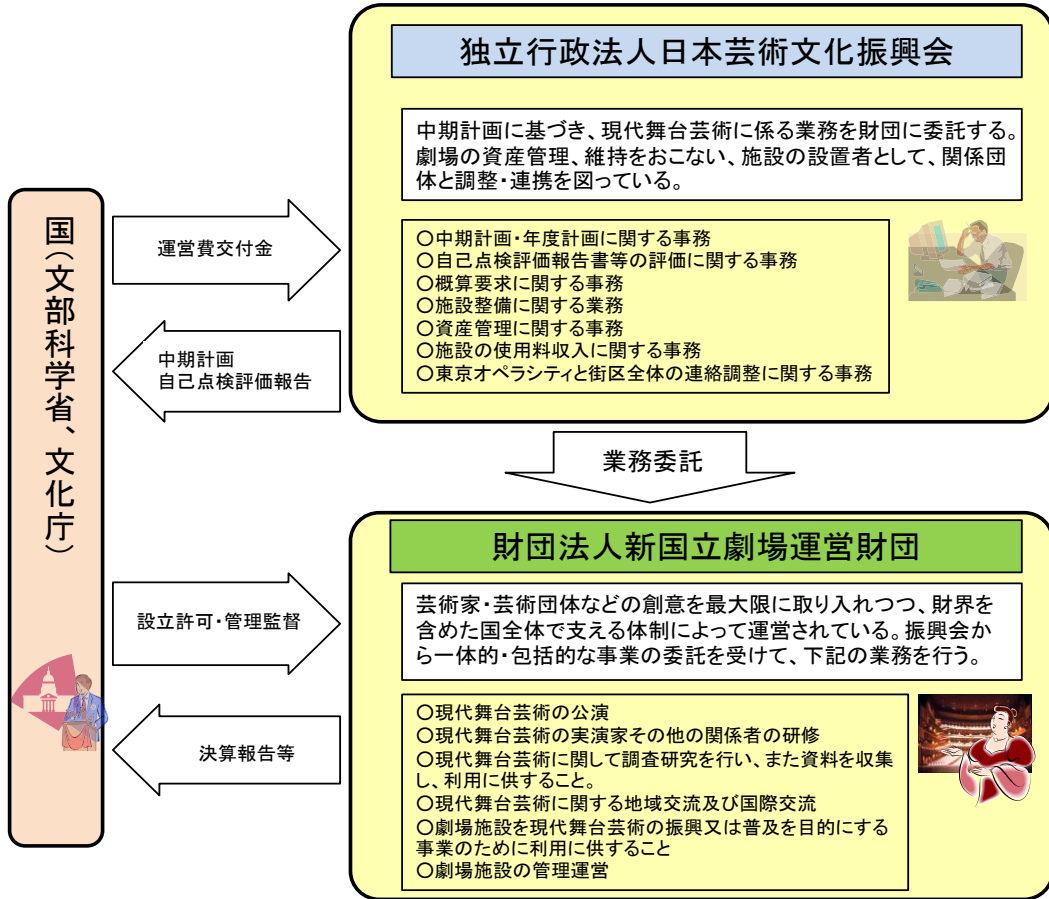 独立行政法人日本芸術文化振興会
中期計画に基づき、現代舞台芸術に係る業務を財団に委託する。
劇場の資産管理、維持をおこない、施設の設置者として、関係団
体と調整・連携を図っている。
○中期計画・年度計画に関する事務
○自己点検評価報告書等の評価に関する事務
○概算要求に関する事務
○施設整備に関する業務
○資産管理に関する事務
○施設の使用料収入に関する事務
○東京オペラシティと街区全体の連絡調整に関する事務
国(文部科学省、文化庁)
運営費交付金
中期計画
自己点検評価報告
業務委託
財団法人新国立劇場運営財団
芸術家・芸術団体などの創意を最大限に取り入れつつ、財界を
含めた国全体で支える体制によって運営されている。振興会か
ら一体的・包括的な事業の委託を受けて、下記の業務を行う。
設立許可・管理監督
決算報告等
○現代舞台芸術の公演
○現代舞台芸術の実演家その他の関係者の研修
○現代舞台芸術に関して調査研究を行い、また資料を収集
し、利用に供すること。
○現代舞台芸術に関する地域交流及び国際交流
○劇場施設を現代舞台芸術の振興又は普及を目的にする
事業のために利用に供すること
○劇場施設の管理運営